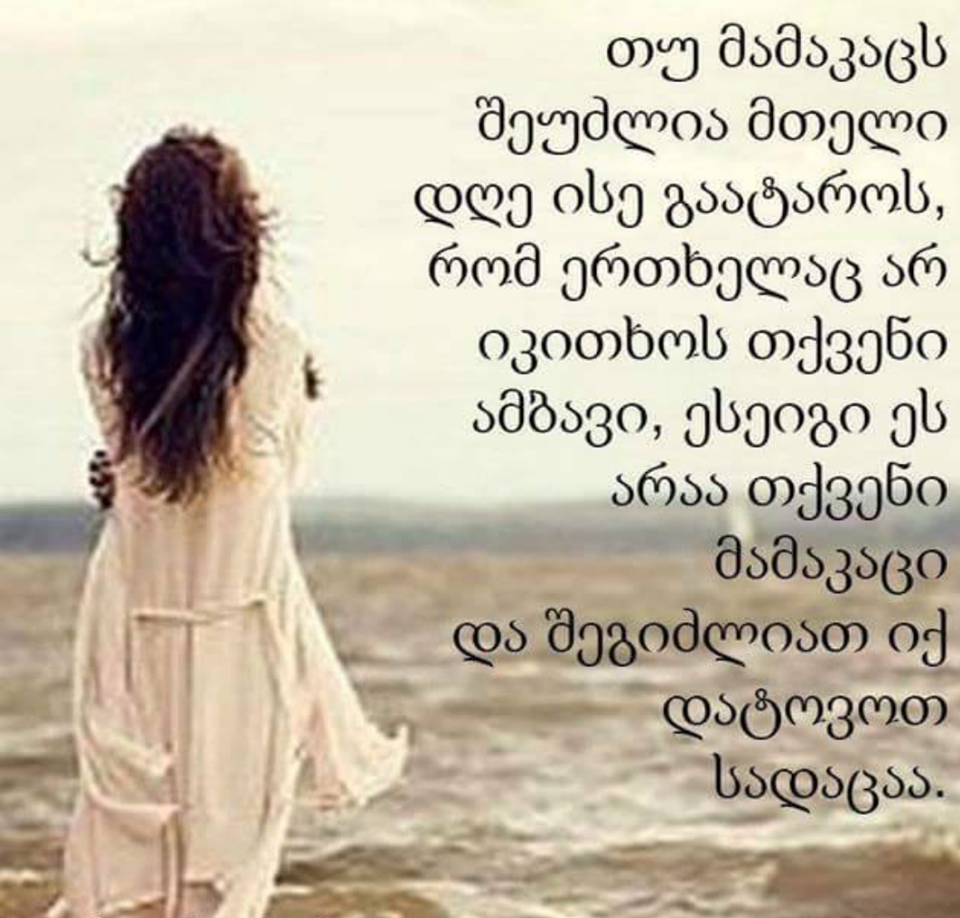 თუ მამაკაცს
შეუძლია მთელი
დღე ისე გაატაროს,
რომ ერთხელაც არ
იკითხოს თქვენი
ამბავი, ესეიგი ეს
არაა თქვენი
მამაკაცი
და შეგიძლიათ იქ
დატოვოთ
სადაცაა.